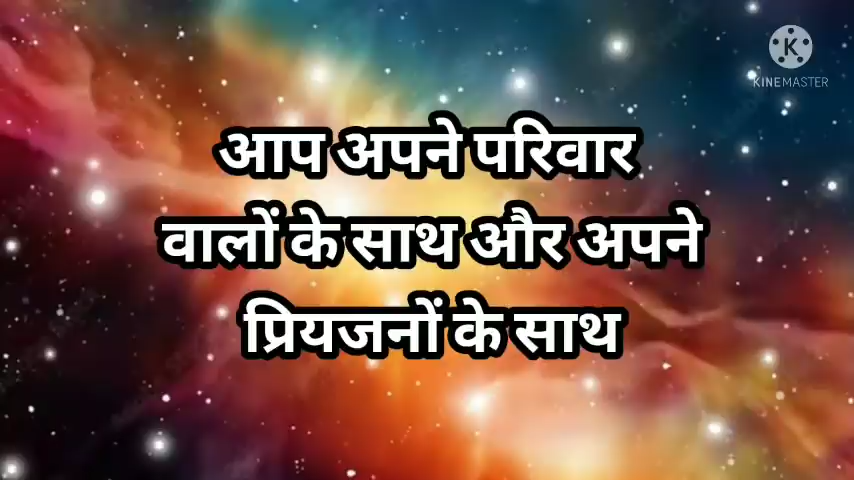 KINEMASTER
आप अपने परिवार
वालों के साथ और अपने
प्रियजनों के साथ